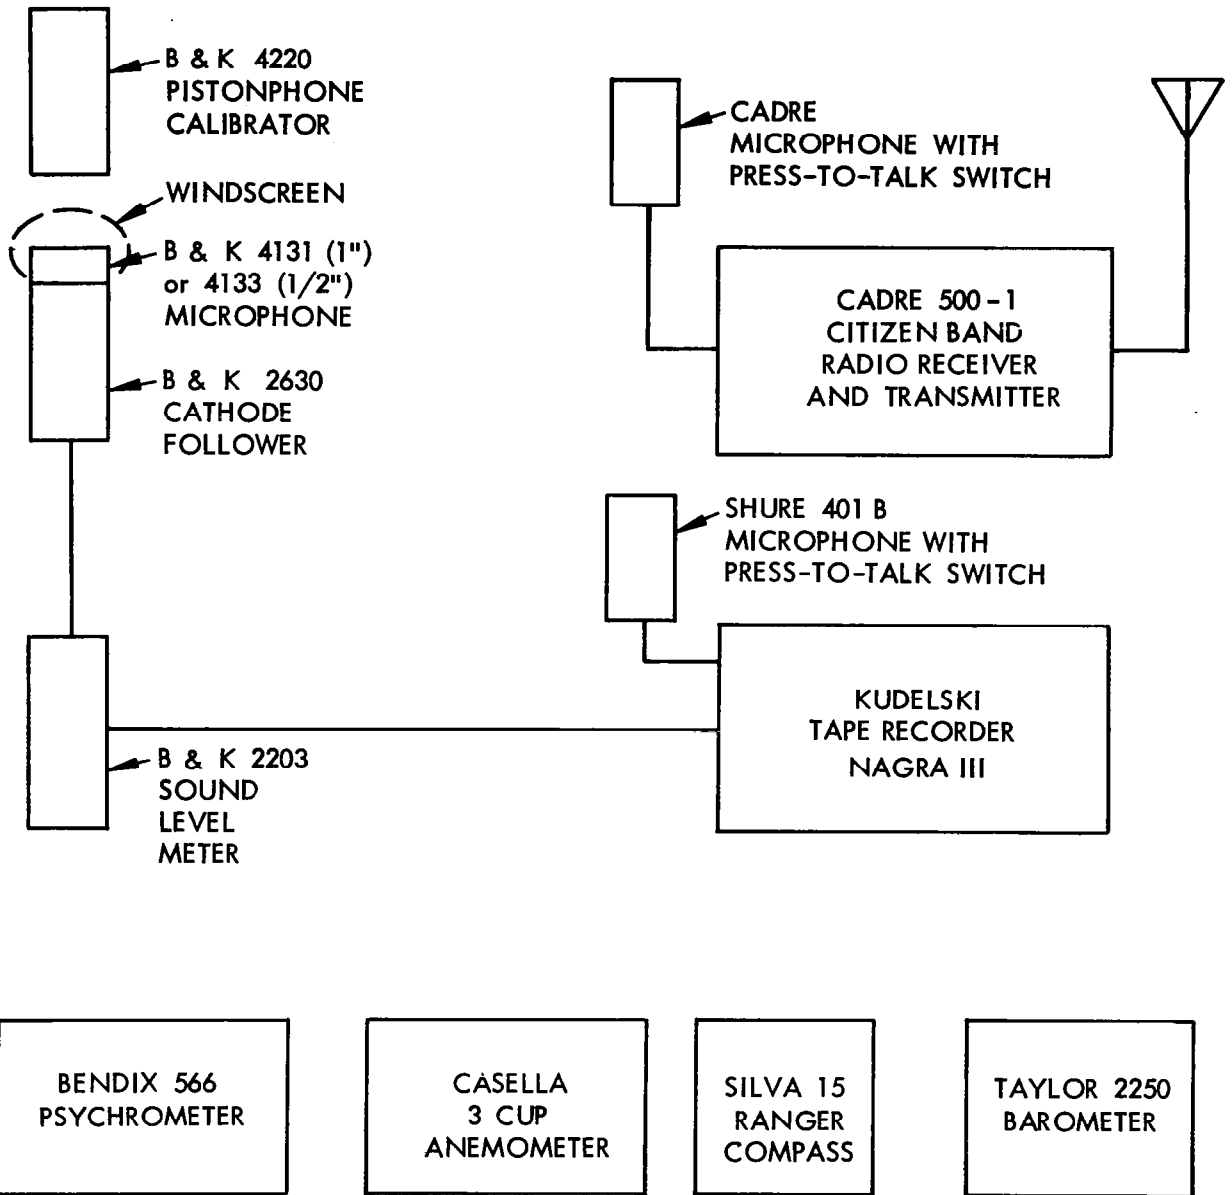 B & K 4220
PISTONPHONE
CALIBRATOR
WINDSCREEN
B & K 4131 (1")
or 4133 (1/2")
MICROPHONE
B & K 2630
CATHODE
FOLLOWER
B & K 2203
SOUND
LEVEL
METER
CADRE
MICROPHONE WITH
PRESS-TO-TALK SWITCH
CADRE 500-1
CITIZEN BAND
RADIO RECEIVER
AND TRANSMITTER
SHURE 401 B
MICROPHONE WITH
PRESS-TO-TALK SWITCH
KUDELSKI
TAPE RECORDER
NAGRA III
BENDIX 566
PSYCHROMETER
CASELLA
3 CUP
ANEMOMETER
SILVA 15
RANGER
COMPASS
TAYLOR 2250
BAROMETER